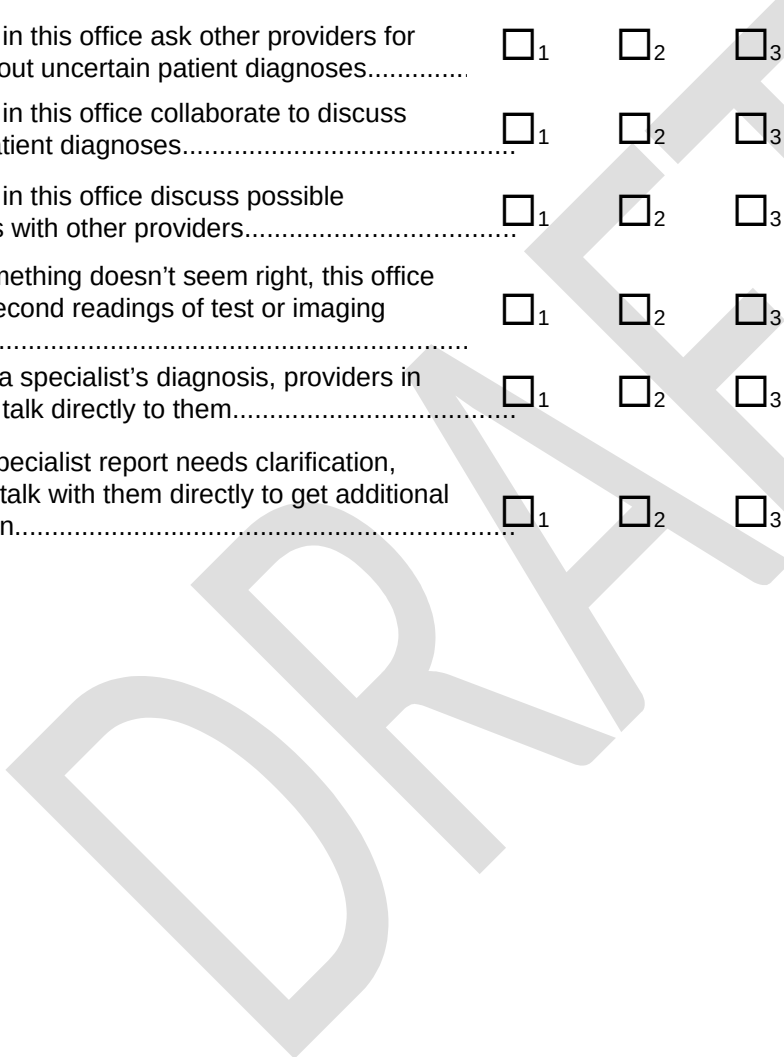 in this office ask other providers for
out uncertain patient diagnoses.............. ☐1 ☐2 ☐3
in this office collaborate to discuss
tient diagnoses............................................. ☐1 ☐2 ☐3
in this office discuss possible
s with other providers..................................... ☐1 ☐2 ☐3
mething doesn’t seem right, this office
econd readings of test or imaging
................................................................ ☐1 ☐2 ☐3
a specialist’s diagnosis, providers in
talk directly to them....................................... ☐1 ☐2 ☐3
pecialist report needs clarification,
talk with them directly to get additional
n.................................................................... ☐1 ☐2 ☐3
DRAFT